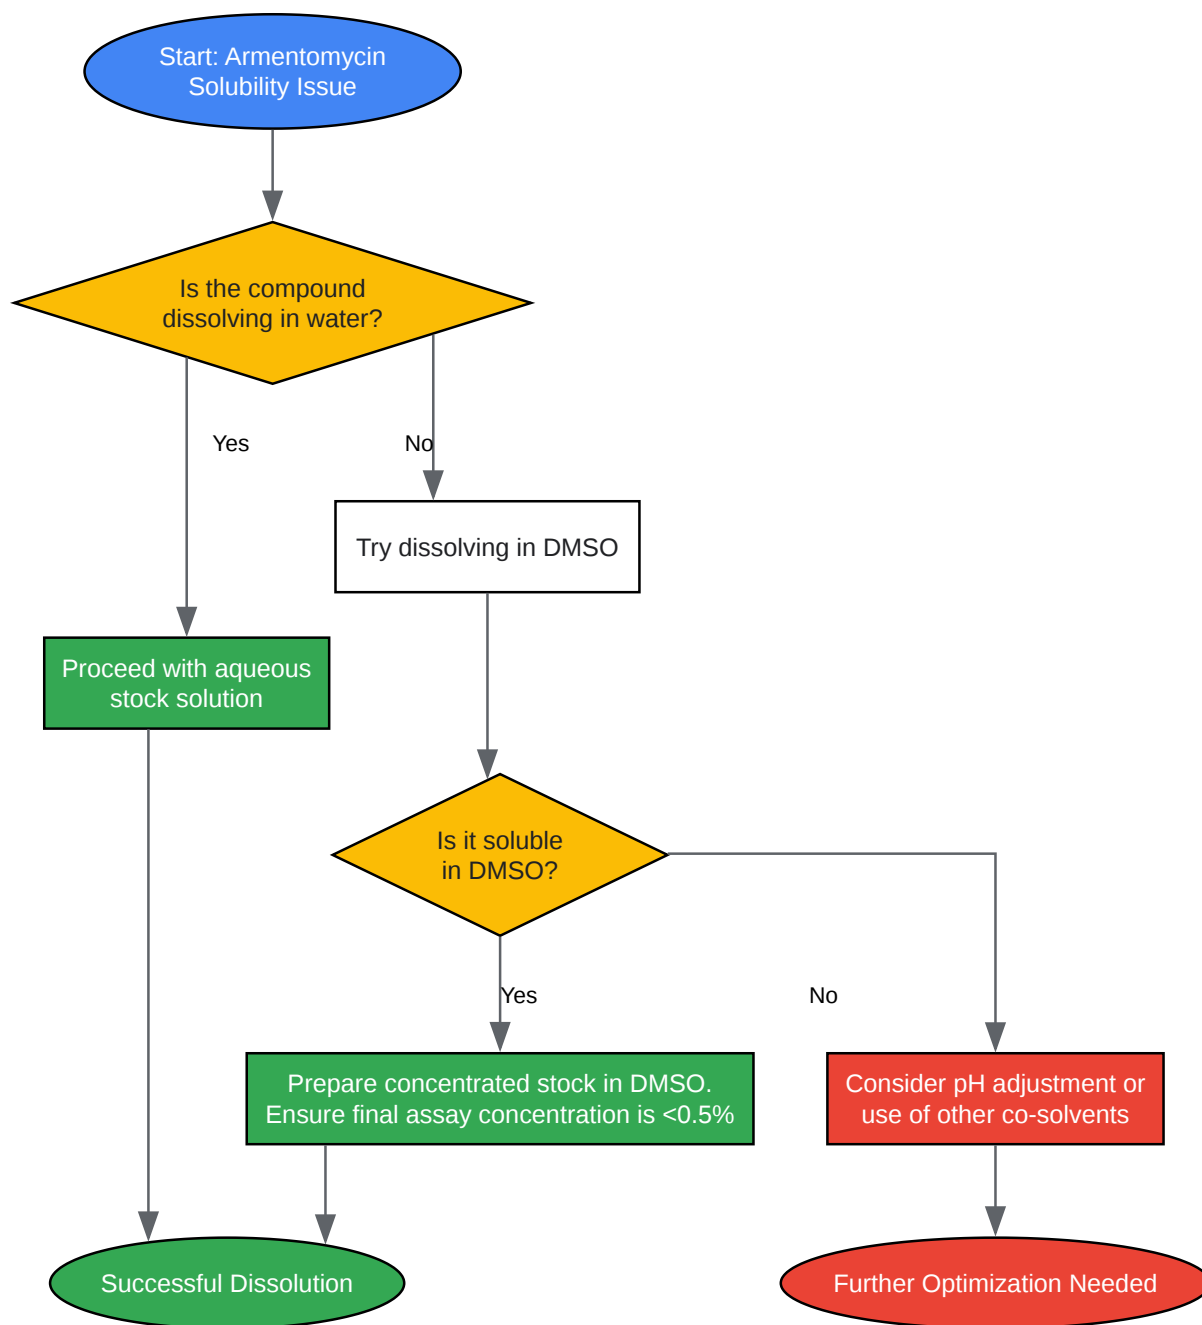 Start: Armentomycin
Solubility Issue
Is the compound
dissolving in water?
Yes
No
Try dissolving in DMSO
Proceed with aqueous
stock solution
Is it soluble
in DMSO?
Yes
No
Prepare concentrated stock in DMSO.
Ensure final assay concentration is <0.5%
Consider pH adjustment or
use of other co-solvents
Successful Dissolution
Further Optimization Needed